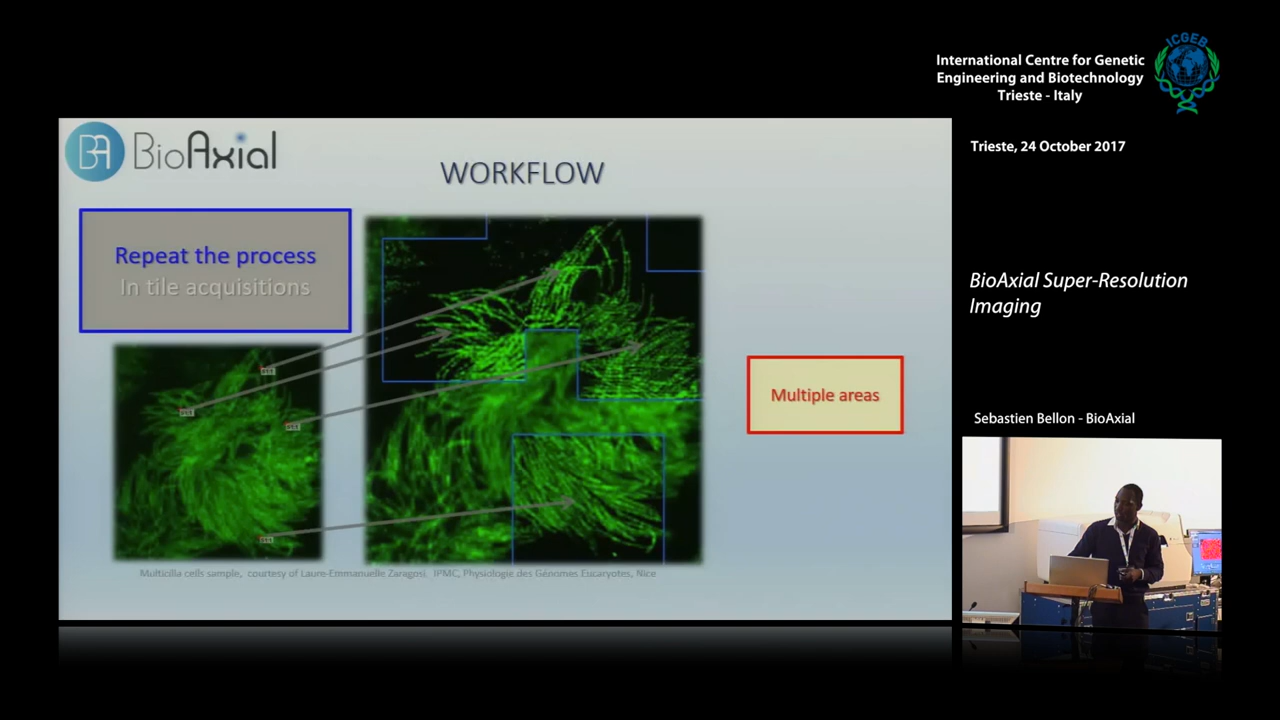 ICGEB
International Centre for Genetic
Engineering and Biotechnology
Trieste - Italy
Trieste, 24 October 2017
BioAxial Super-Resolution
Imaging
Sebastien Bellon - BioAxial
BA BioAxial
WORKFLOW
Repeat the process
In tile acquisitions
Multiple areas
Multicilia cells sample, courtesy of Laure-Emmanuelle Zaragosi, IPMC, Physiologie des Génomes Eucaryotes, Nice